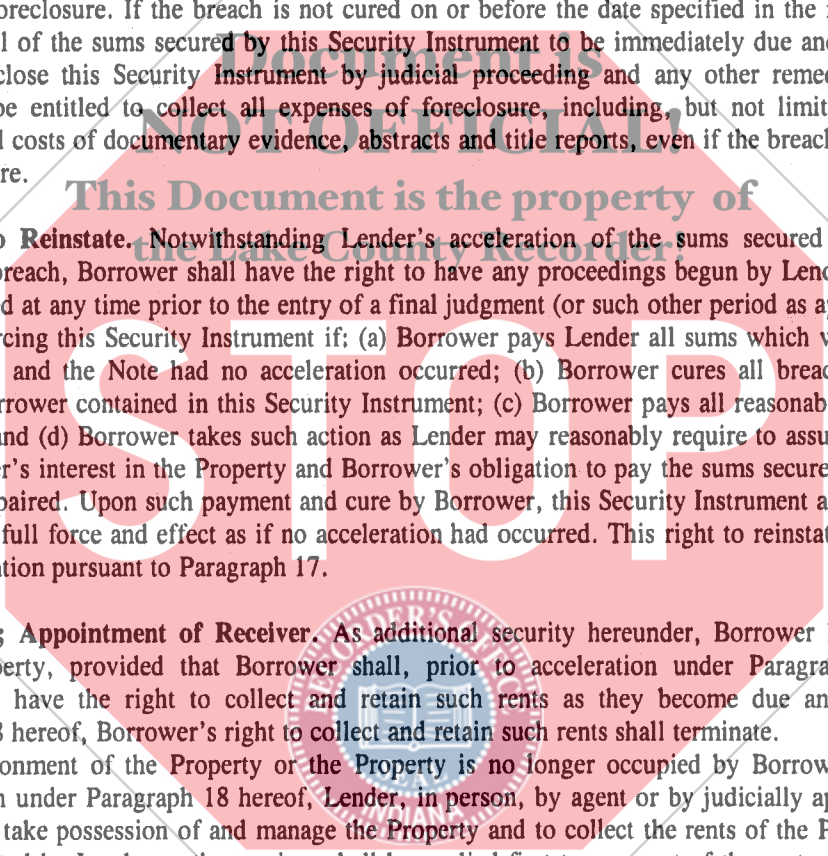 oreclosure. If the breach is not cured on or before the date specified in the
l of the sums secured by this Security Instrument to be immediately due an
close this Security Instrument by judicial proceeding and any other reme
be entitled to collect all expenses of foreclosure, including, but not limit
l costs of documentary evidence, abstracts and title reports, even if the breach
re.
Document is
NOT OFFICIAL!
This Document is the property of
the Lake County Recorder!
o Reinstate. Notwithstanding Lender's acceleration of the sums secured
breach, Borrower shall have the right to have any proceedings begun by Lend
d at any time prior to the entry of a final judgment (or such other period as a
rcing this Security Instrument if: (a) Borrower pays Lender all sums which
and the Note had no acceleration occurred; (b) Borrower cures all breac
rrower contained in this Security Instrument; (c) Borrower pays all reasonab
and (d) Borrower takes such action as Lender may reasonably require to assu
er's interest in the Property and Borrower's obligation to pay the sums secure
paired. Upon such payment and cure by Borrower, this Security Instrument a
full force and effect as if no acceleration had occurred. This right to reinstat
tion pursuant to Paragraph 17.
STOP
; Appointment of Receiver. As additional security hereunder, Borrower
perty, provided that Borrower shall, prior to acceleration under Paragra
have the right to collect and retain such rents as they become due an
8 hereof, Borrower's right to collect and retain such rents shall terminate.
onment of the Property or the Property is no longer occupied by Borrow
n under Paragraph 18 hereof, Lender, in person, by agent or by judicially ap
take possession of and manage the Property and to collect the rents of the P
RECORDER'S OFFICE
INDIANA